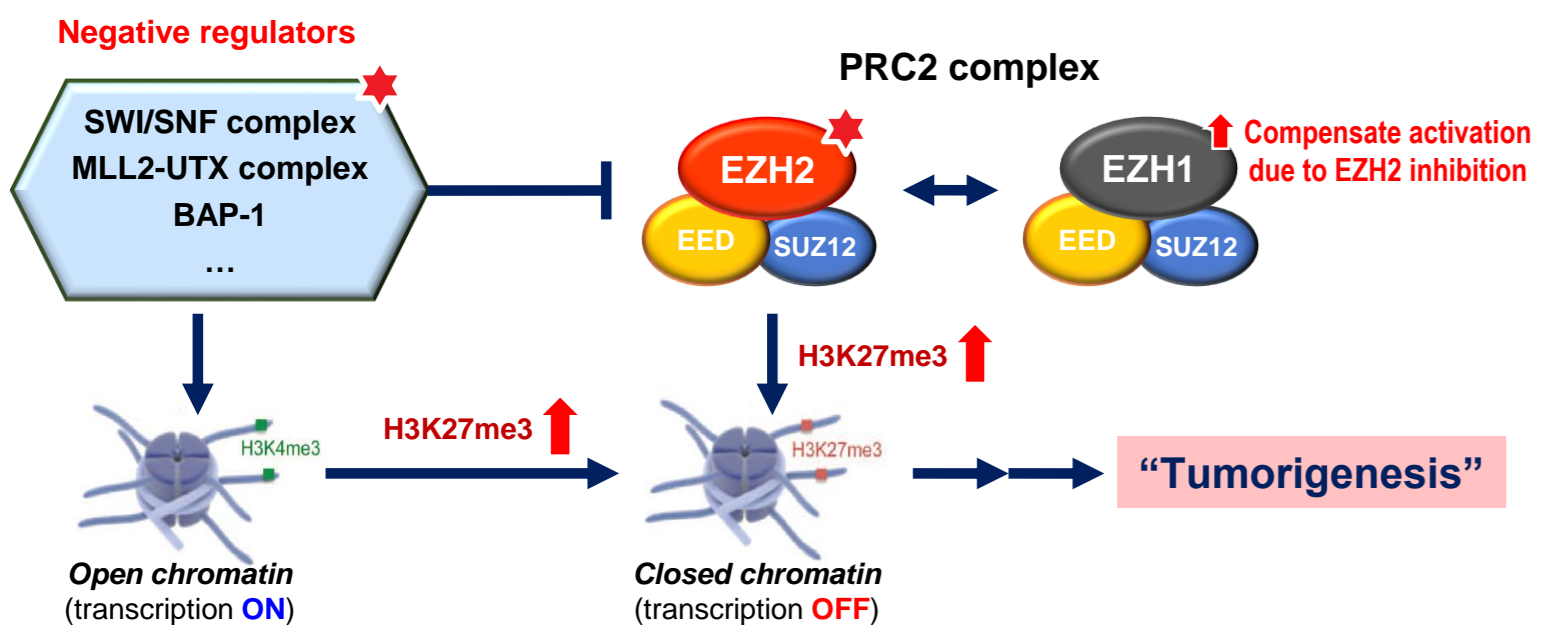 Negative regulators
SWI/SNF complex
MLL2-UTX complex
BAP-1
…
PRC2 complex
EZH2
EED
SUZ12
EZH1
EED
SUZ12
Compensate activation
due to EZH2 inhibition
H3K27me3
H3K4me3
H3K27me3
H3K27me3
“Tumorigenesis”
Open chromatin
(transcription ON)
Closed chromatin
(transcription OFF)